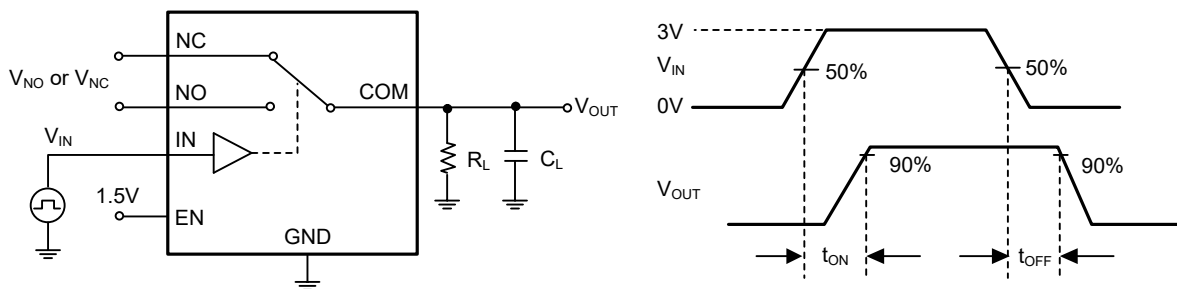 NC
V_NO or V_NC
NO
COM
V_OUT
V_IN
IN
R_L
C_L
1.5V
EN
GND
3V
V_IN
50%
50%
0V
90%
90%
V_OUT
t_ON
t_OFF